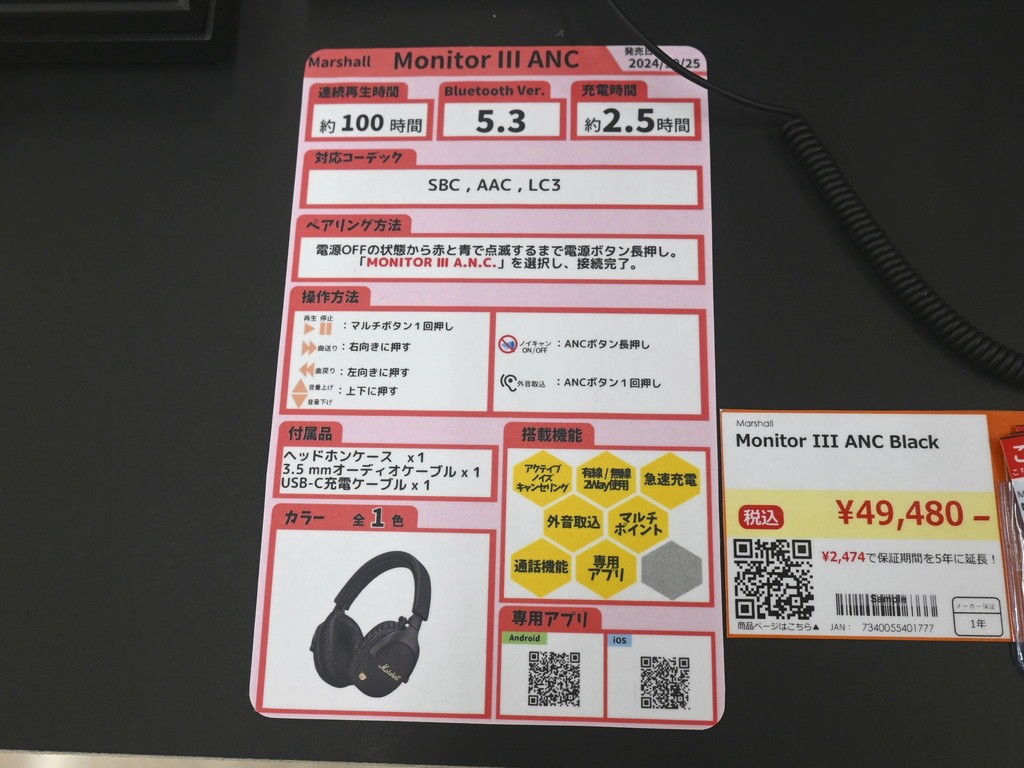 Marshall Monitor III ANC 発売日
2024/10/25
連続再生時間
約 100 時間
Bluetooth Ver.
5.3
充電時間
約2.5時間
対応コーデック
SBC , AAC , LC3
ペアリング方法
電源OFFの状態から赤と青で点滅するまで電源ボタン長押し。
「MONITOR III A.N.C.」を選択し、接続完了。
操作方法
再生 停止
：マルチボタン１回押し
曲送り：右向きに押す
曲戻り：左向きに押す
音量上げ
：上下に押す
音量下げ
ノイキャン
ON/OFF
：ANCボタン長押し
外音取込：ANCボタン１回押し
付属品
ヘッドホンケース x1
3.5 mmオーディオケーブル x 1
USB-C充電ケーブル x 1
搭載機能
アクティブ
ノイズ
キャンセリング
有線/無線
2Way使用
急速充電
外音取込
マルチ
ポイント
通話機能
専用
アプリ
カラー 全1色
Marshall
専用アプリ
Android
iOS
Marshall
Monitor III ANC Black
税込 ¥49,480 –
¥2,474で保証期間を5年に延長！
Sample
商品ページはこちら▲
JAN： 7340055401777
メーカー保証
1年